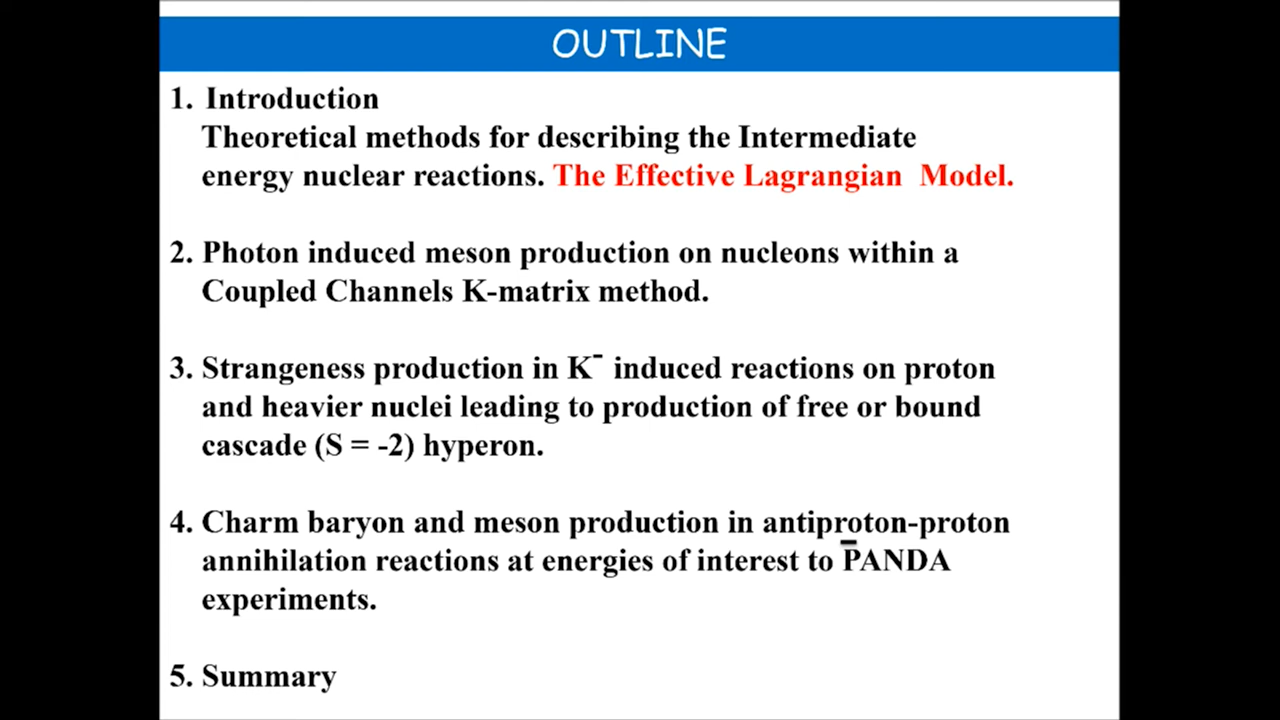 OUTLINE
1. Introduction
Theoretical methods for describing the Intermediate
energy nuclear reactions. The Effective Lagrangian Model.
2. Photon induced meson production on nucleons within a
Coupled Channels K-matrix method.
3. Strangeness production in K⁻ induced reactions on proton
and heavier nuclei leading to production of free or bound
cascade (S = -2) hyperon.
4. Charm baryon and meson production in antiproton-proton
annihilation reactions at energies of interest to P̅ANDA
experiments.
5. Summary